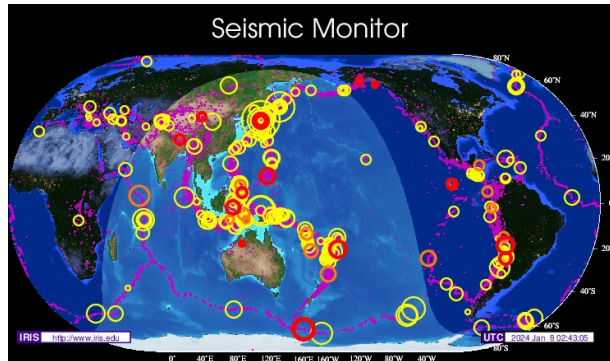 Seismic Monitor
80°N
60°N
40°N
20°N
0°
20°S
40°S
60°S
80°S
0° 40°E 80°E 120°E 160°E 160°W 120°W 80°W 40°W
IRIS http://www.iris.edu
UTC 2024 Jan 8 02:43:05